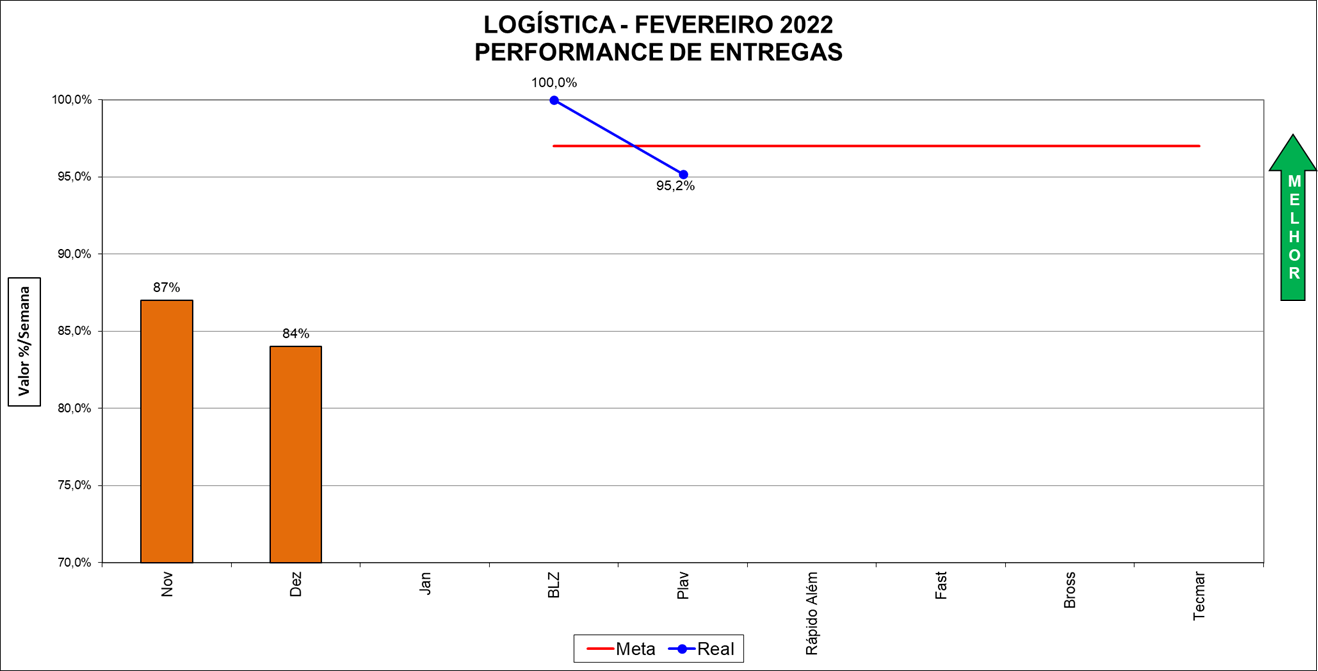 LOGÍSTICA - FEVEREIRO 2022
PERFORMANCE DE ENTREGAS
100,0%
100,0%
95,0%
95,2%
90,0%
87%
85,0%
84%
80,0%
75,0%
70,0%
Valor %/Semana
MELHOR
Nov
Dez
Jan
BLZ
Plav
Rápido Além
Fast
Bross
Tecmar
Meta
Real